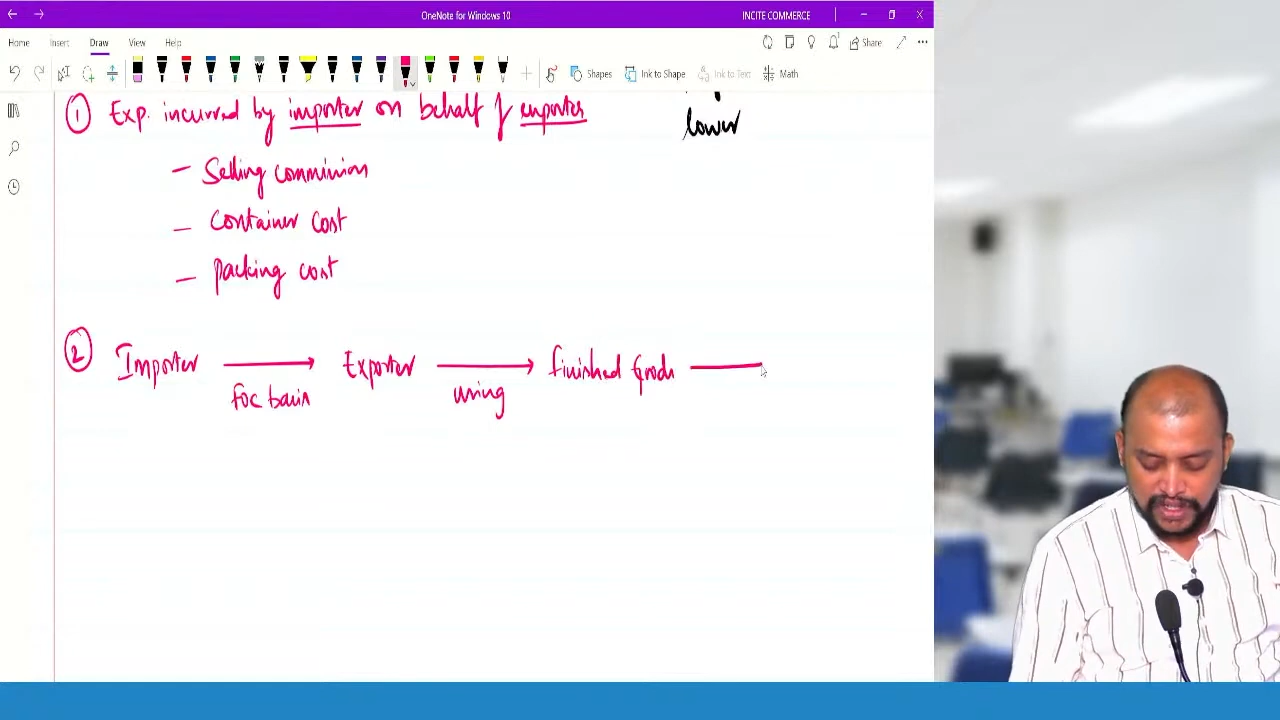 OneNote for Windows 10
INCITE COMMERCE
Home Insert Draw View Help
Share
Shapes Ink to Shape Ink to Text Math
① Exp. incurred by importer on behalf of exporter
lower
– Selling commission
– Container cost
– Packing cost
② Importer → Exporter → finished Goods —
FOC basis using